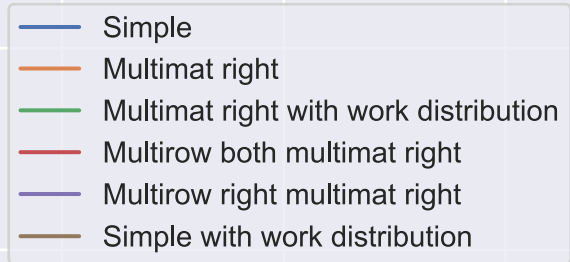 Simple
Multimat right
Multimat right with work distribution
Multirow both multimat right
Multirow right multimat right
Simple with work distribution